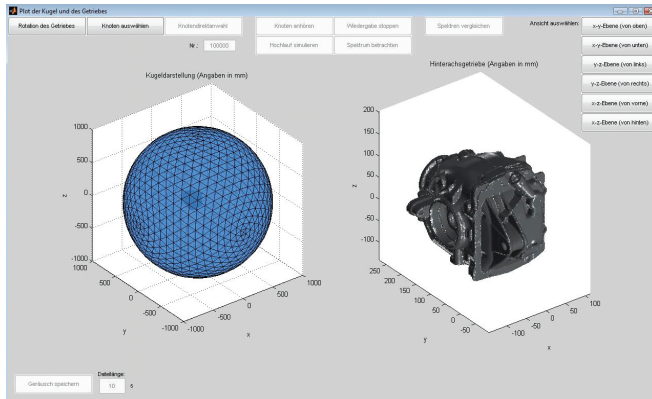 Plot der Kugel und des Getriebes
Rotation des Getriebes
Knoten auswählen
Knotendirektanwahl
Knoten anhören
Wiedergabe stoppen
Spektren vergleichen
Ansicht auswählen:
x-y-Ebene (von oben)
Nr.:
100000
Hochlauf simulieren
Spektrum betrachten
x-y-Ebene (von unten)
y-z-Ebene (von links)
y-z-Ebene (von rechts)
x-z-Ebene (von vorne)
x-z-Ebene (von hinten)
Kugeldarstellung (Angaben in mm)
1000
500
0
-500
-1000
z
1000
500
0
-500
-1000
y
-1000
-500
0
500
1000
x
Hinterachsgetriebe (Angaben in mm)
200
150
100
50
0
-50
-100
z
250
200
150
100
50
0
-50
y
-100
-50
0
50
100
x
Geräusch speichern
Dateilänge:
10
s